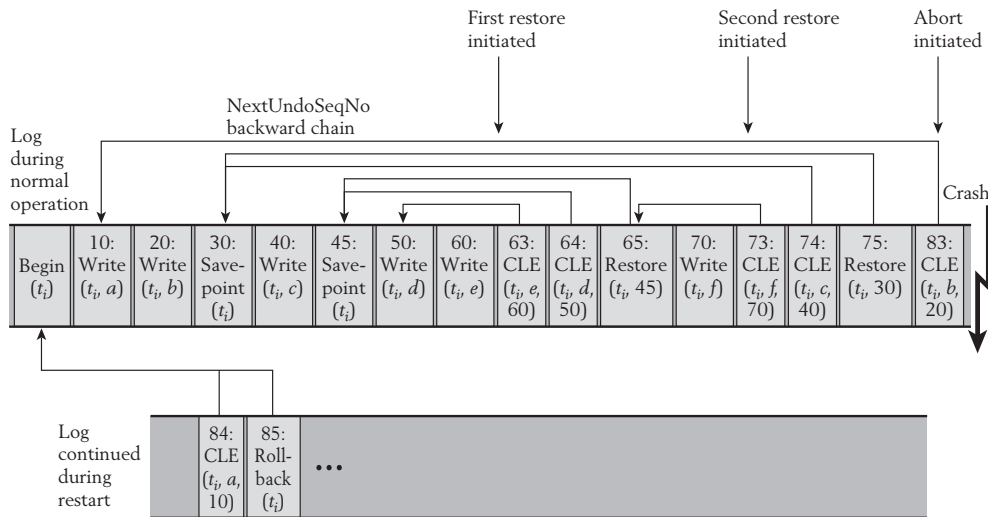 First restore
initiated
Second restore
initiated
Abort
initiated
NextUndoSeqNo
backward chain
Log
during
normal
operation
Crash
Begin
(tᵢ)
10:
Write
(tᵢ, a)
20:
Write
(tᵢ, b)
30:
Save-
point
(tᵢ)
40:
Write
(tᵢ, c)
45:
Save-
point
(tᵢ)
50:
Write
(tᵢ, d)
60:
Write
(tᵢ, e)
63:
CLE
(tᵢ, e,
60)
64:
CLE
(tᵢ, d,
50)
65:
Restore
(tᵢ, 45)
70:
Write
(tᵢ, f)
73:
CLE
(tᵢ, f,
70)
74:
CLE
(tᵢ, c,
40)
75:
Restore
(tᵢ, 30)
83:
CLE
(tᵢ, b,
20)
Log
continued
during
restart
84:
CLE
(tᵢ, a,
10)
85:
Roll-
back
(tᵢ)
•••